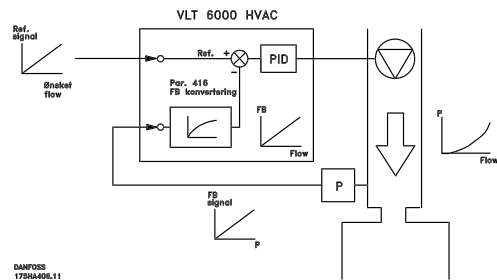 VLT 6000 HVAC
Ref.
signal
Ønsket
flow
Ref.
+
−
PID
Par. 416
FB konvertering
FB
Flow
P
Flow
P
FB
signal
P
DANFOSS
175HA406.11